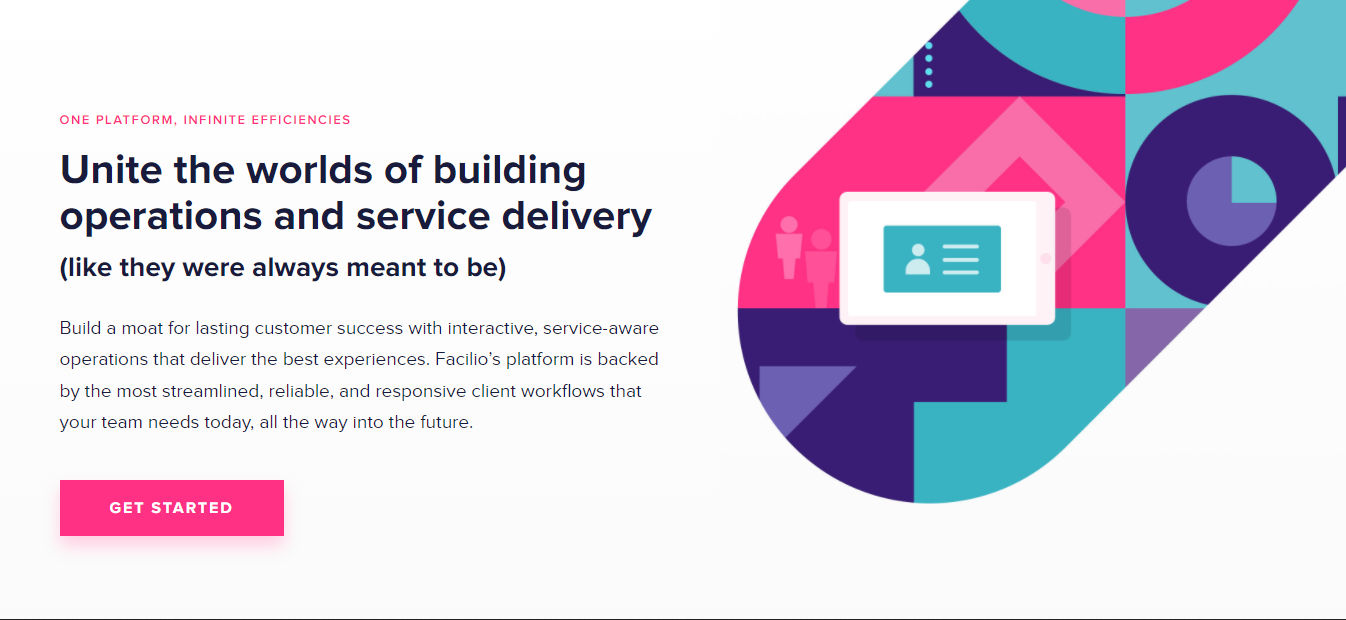 ONE PLATFORM, INFINITE EFFICIENCIES
Unite the worlds of building
operations and service delivery
(like they were always meant to be)
Build a moat for lasting customer success with interactive, service-aware
operations that deliver the best experiences. Facilio’s platform is backed
by the most streamlined, reliable, and responsive client workflows that
your team needs today, all the way into the future.
GET STARTED